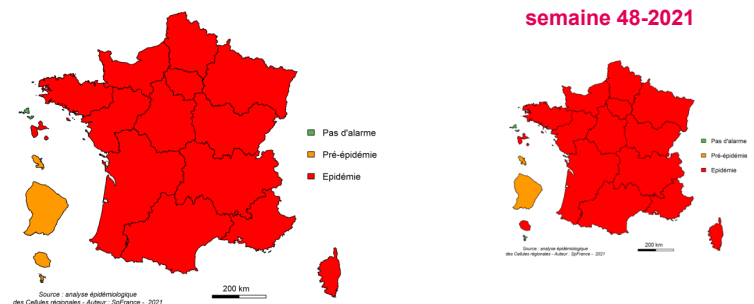 semaine 48-2021
Pas d'alarme
Pré-épidémie
Epidémie
200 km
Source : analyse épidémiologique
des Cellules régionales - Auteur : SpFrance - 2021
Pas d'alarme
Pré-épidémie
Epidémie
200 km
Source : analyse épidémiologique
des Cellules régionales - Auteur : SpFrance - 2021